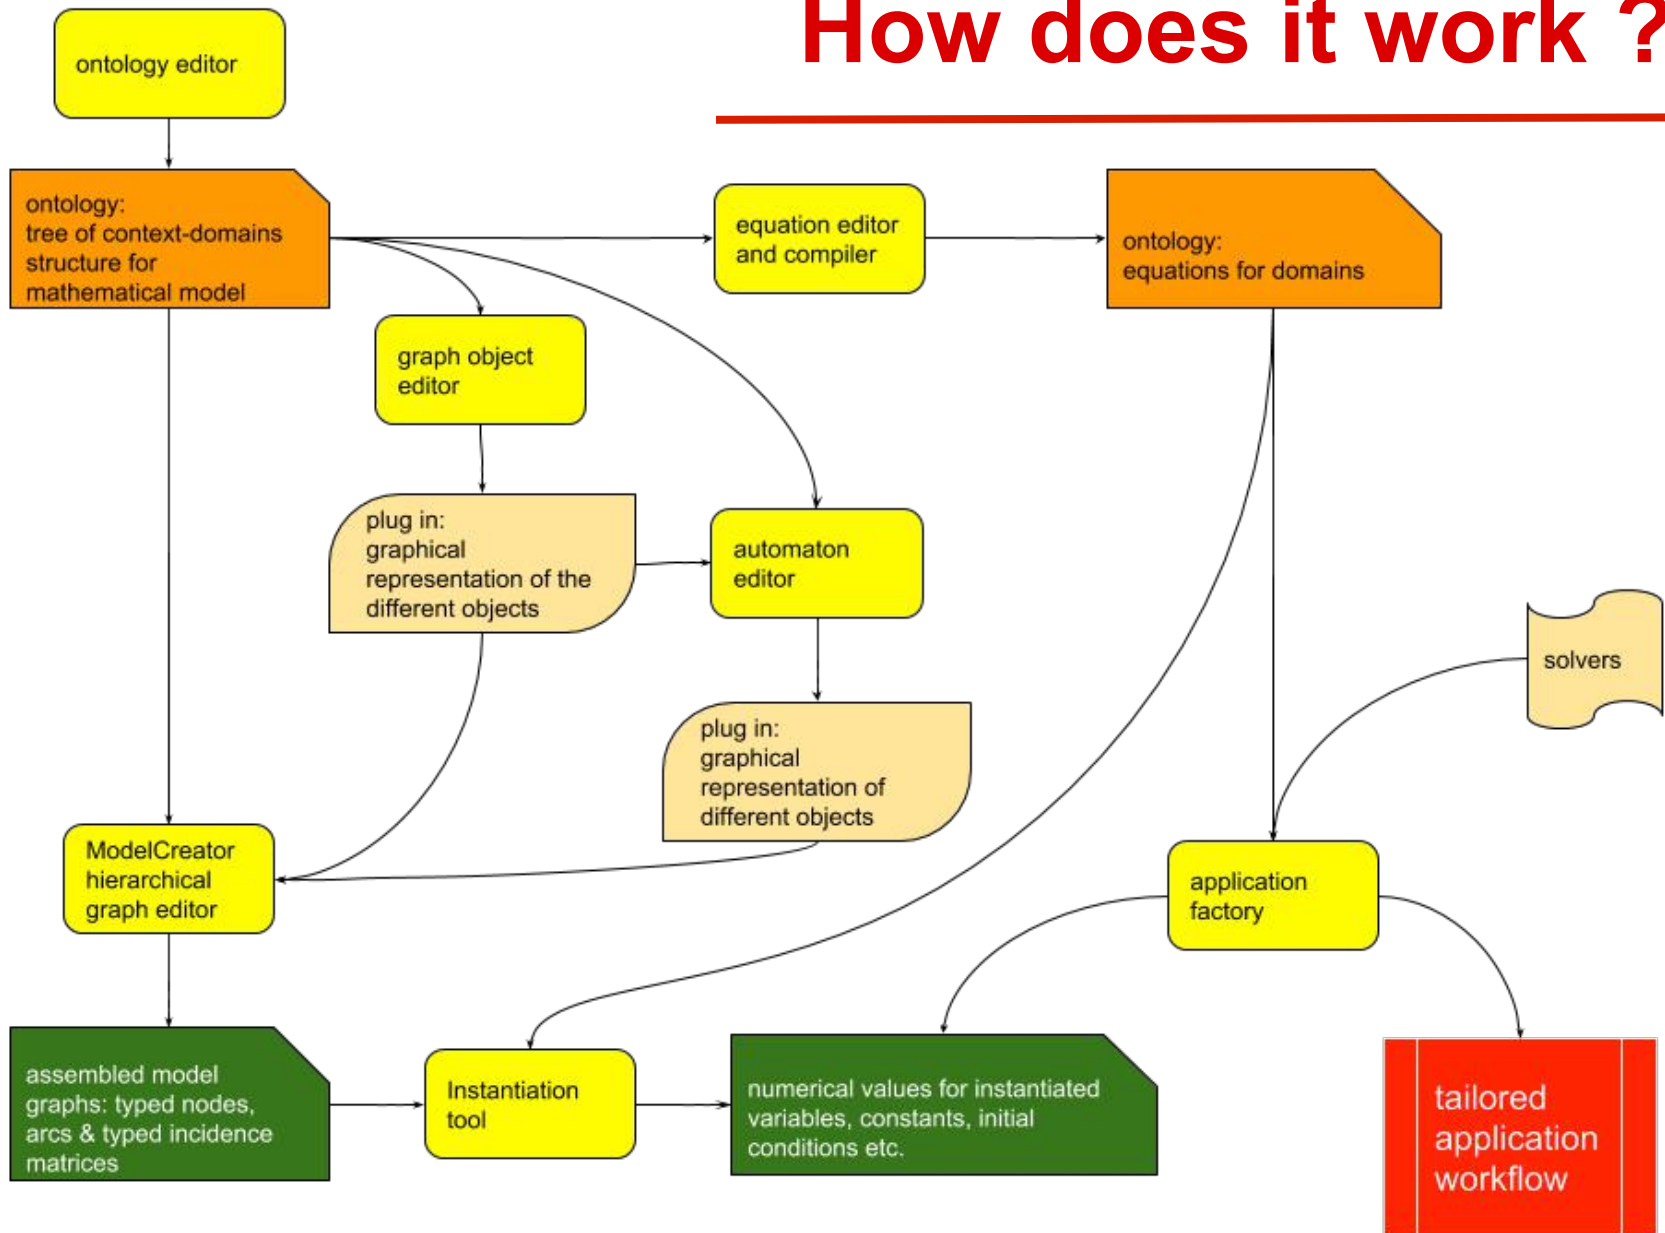 How does it work ?
ontology editor
ontology:
tree of context-domains
structure for
mathematical model
equation editor
and compiler
ontology:
equations for domains
graph object
editor
plug in:
graphical
representation of the
different objects
automaton
editor
solvers
plug in:
graphical
representation of
different objects
ModelCreator
hierarchical
graph editor
application
factory
assembled model
graphs: typed nodes,
arcs & typed incidence
matrices
Instantiation
tool
numerical values for instantiated
variables, constants, initial
conditions etc.
tailored
application
workflow